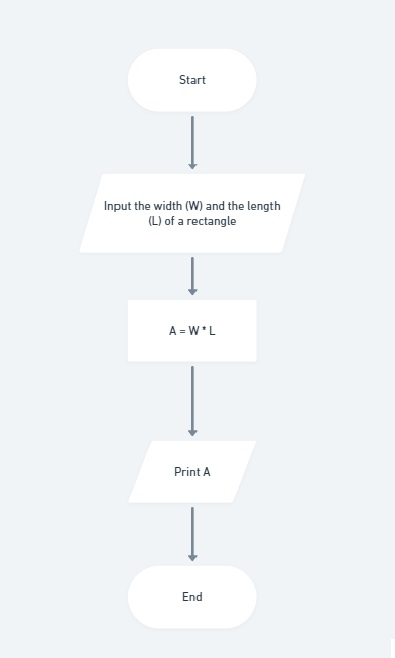 Start
Input the width (W) and the length
(L) of a rectangle
A = W * L
Print A
End